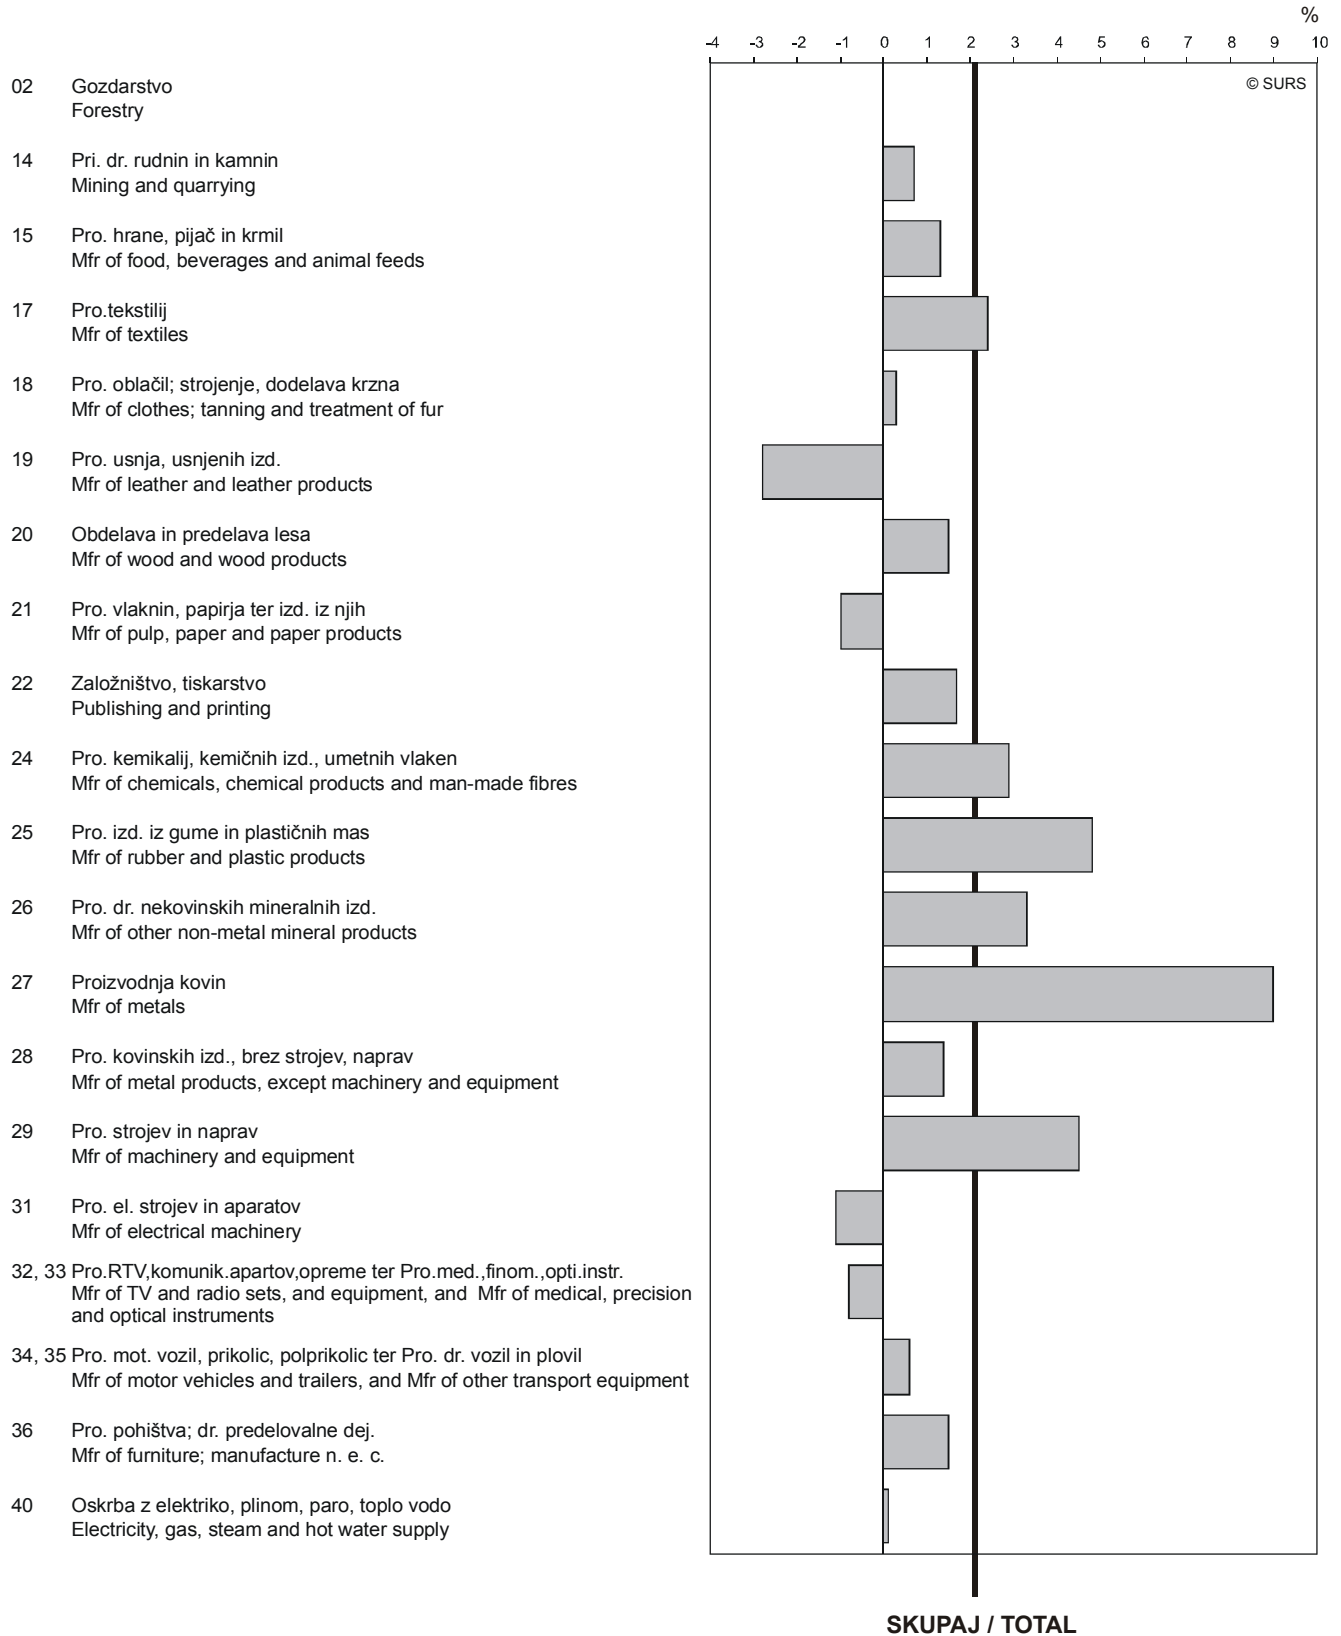 %
-4 -3 -2 -1 0 1 2 3 4 5 6 7 8 9 10
© SURS
02 Gozdarstvo
Forestry
14 Pri. dr. rudnin in kamnin
Mining and quarrying
15 Pro. hrane, pijač in krmil
Mfr of food, beverages and animal feeds
17 Pro.tekstilij
Mfr of textiles
18 Pro. oblačil; strojenje, dodelava krzna
Mfr of clothes; tanning and treatment of fur
19 Pro. usnja, usnjenih izd.
Mfr of leather and leather products
20 Obdelava in predelava lesa
Mfr of wood and wood products
21 Pro. vlaknin, papirja ter izd. iz njih
Mfr of pulp, paper and paper products
22 Založništvo, tiskarstvo
Publishing and printing
24 Pro. kemikalij, kemičnih izd., umetnih vlaken
Mfr of chemicals, chemical products and man-made fibres
25 Pro. izd. iz gume in plastičnih mas
Mfr of rubber and plastic products
26 Pro. dr. nekovinskih mineralnih izd.
Mfr of other non-metal mineral products
27 Proizvodnja kovin
Mfr of metals
28 Pro. kovinskih izd., brez strojev, naprav
Mfr of metal products, except machinery and equipment
29 Pro. strojev in naprav
Mfr of machinery and equipment
31 Pro. el. strojev in aparatov
Mfr of electrical machinery
32, 33 Pro.RTV,komunik.apartov,opreme ter Pro.med.,finom.,opti.instr.
Mfr of TV and radio sets, and equipment, and Mfr of medical, precision
and optical instruments
34, 35 Pro. mot. vozil, prikolic, polprikolic ter Pro. dr. vozil in plovil
Mfr of motor vehicles and trailers, and Mfr of other transport equipment
36 Pro. pohištva; dr. predelovalne dej.
Mfr of furniture; manufacture n. e. c.
40 Oskrba z elektriko, plinom, paro, toplo vodo
Electricity, gas, steam and hot water supply
SKUPAJ / TOTAL